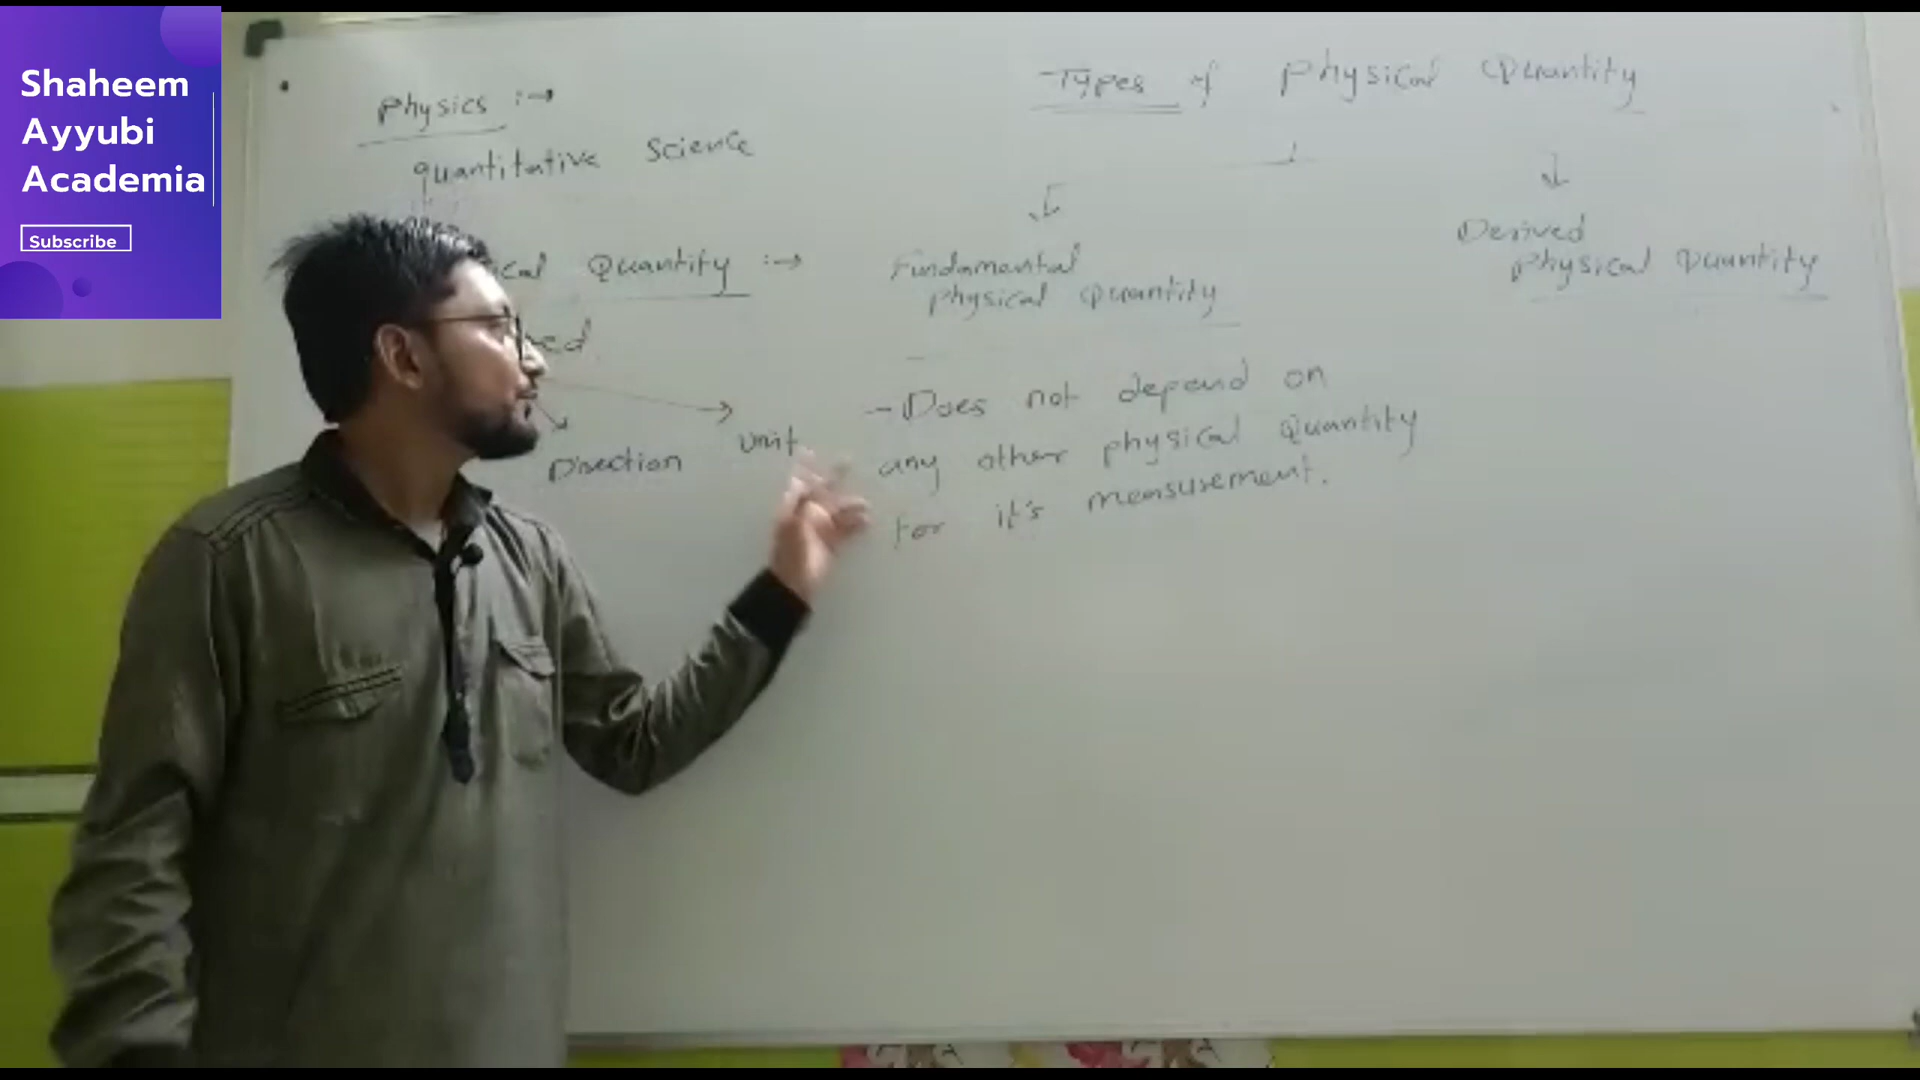 Shaheem
Ayyubi
Academia
Subscribe
Physics :→
quantitative Science
ical Quantity :→
Direction
unit
Types of Physical Quantity
Fundamental
Physical Quantity
Derived
Physical Quantity
- Does not depend on
any other physical Quantity
for it's measurement.